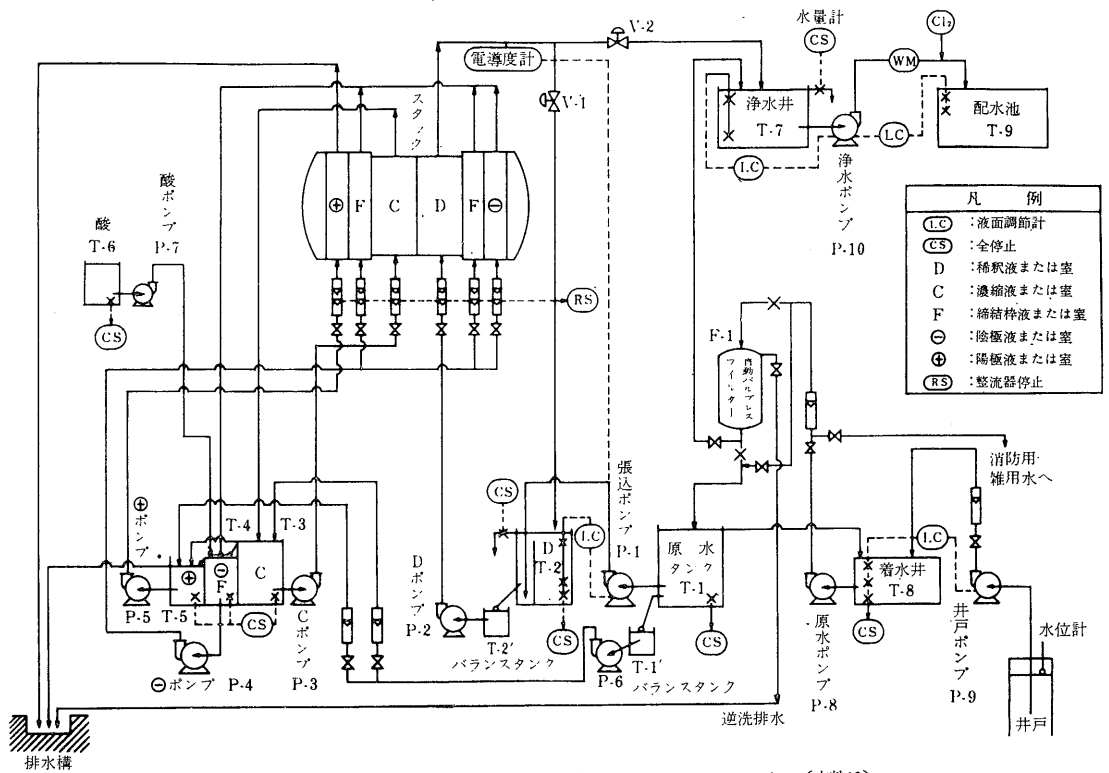 水量計
CS
Cl₂
V-2
電導度計
V-1
WM
浄水井
T-7
配水池
T-9
LC
LC
浄水ポンプ
P-10
スタック
酸ポンプ
P-7
酸
T-6
CS
⊕
F
C
D
F
⊖
RS
凡例
LC :液面調節計
CS :全停止
D :稀釈液または室
C :濃縮液または室
F :締結枠液または室
⊖ :陰極液または室
⊕ :陽極液または室
RS :整流器停止
F-1
自動バルブレス
フィルター
消防用・
雑用水へ
⊕ポンプ
P-5
T-4
T-3
⊕
⊖
F
C
T-5
CS
Cポンプ
P-3
⊖ポンプ P-4
Dポンプ
P-2
T-2'
バランスタンク
CS
D
T-2
LC
CS
張込ポンプ
P-1
原水
タンク
T-1
CS
P-6
T-1'
バランスタンク
原水ポンプ
P-8
着水井
T-8
LC
CS
井戸ポンプ
P-9
水位計
井戸
逆洗排水
排水構